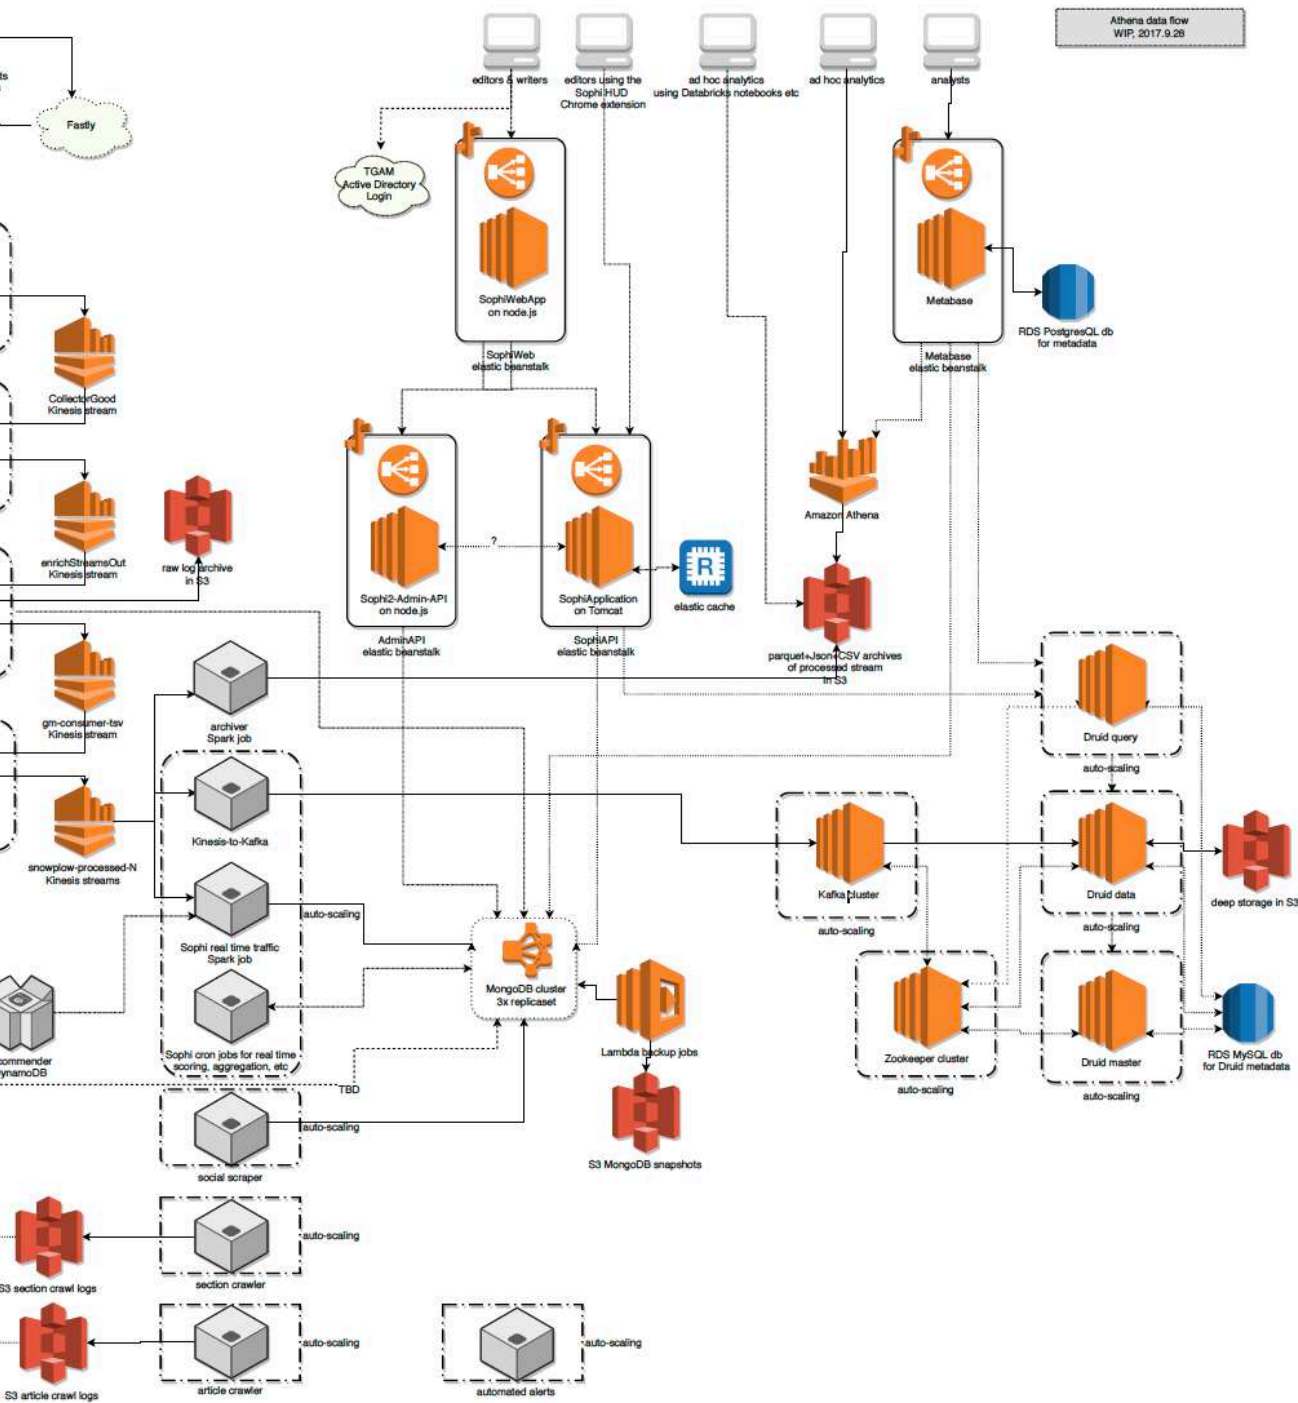 Athena data flow
WIP, 2017.9.28
editors & writers
editors using the
Sophi HUD
Chrome extension
ad hoc analytics
using Databricks notebooks etc
ad hoc analytics
analysts
ts
Fastly
TGAM
Active Directory
Login
SophiWebApp
on node.js
SophiWeb
elastic beanstalk
Metabase
Metabase
elastic beanstalk
RDS PostgresQL db
for metadata
CollectorGood
Kinesis stream
enrichStreamsOut
Kinesis stream
raw log archive
in S3
Sophi2-Admin-API
on node.js
AdminAPI
elastic beanstalk
?
SophiApplication
on Tomcat
SophiAPI
elastic beanstalk
R
elastic cache
Amazon Athena
parquet+Json+CSV archives
of processed stream
in S3
gm-consumer-tsv
Kinesis stream
archiver
Spark job
Druid query
auto-scaling
Kinesis-to-Kafka
snowplow-processed-N
Kinesis streams
Kafka cluster
auto-scaling
Druid data
auto-scaling
deep storage in S3
Sophi real time traffic
Spark job
auto-scaling
MongoDB cluster
3x replicaset
Lambda backup jobs
Zookeeper cluster
auto-scaling
Druid master
auto-scaling
RDS MySQL db
for Druid metadata
commender
ynamoDB
Sophi cron jobs for real time
scoring, aggregation, etc
TBD
social scraper
auto-scaling
S3 MongoDB snapshots
S3 section crawl logs
section crawler
auto-scaling
S3 article crawl logs
article crawler
auto-scaling
automated alerts
auto-scaling